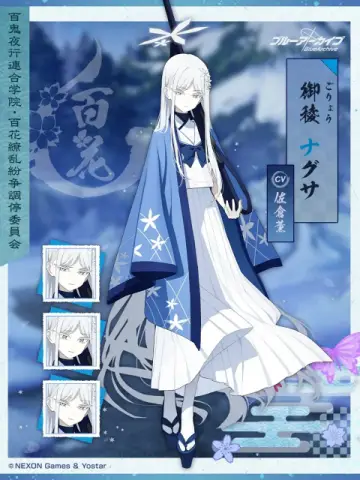 百鬼夜行連合学院・百花繚乱紛争調停委員会
百花
ブルーアーカイブ
BlueArchive
ごりょう
御稜 ナグサ
CV 佐倉薫
©NEXON Games & Yostar